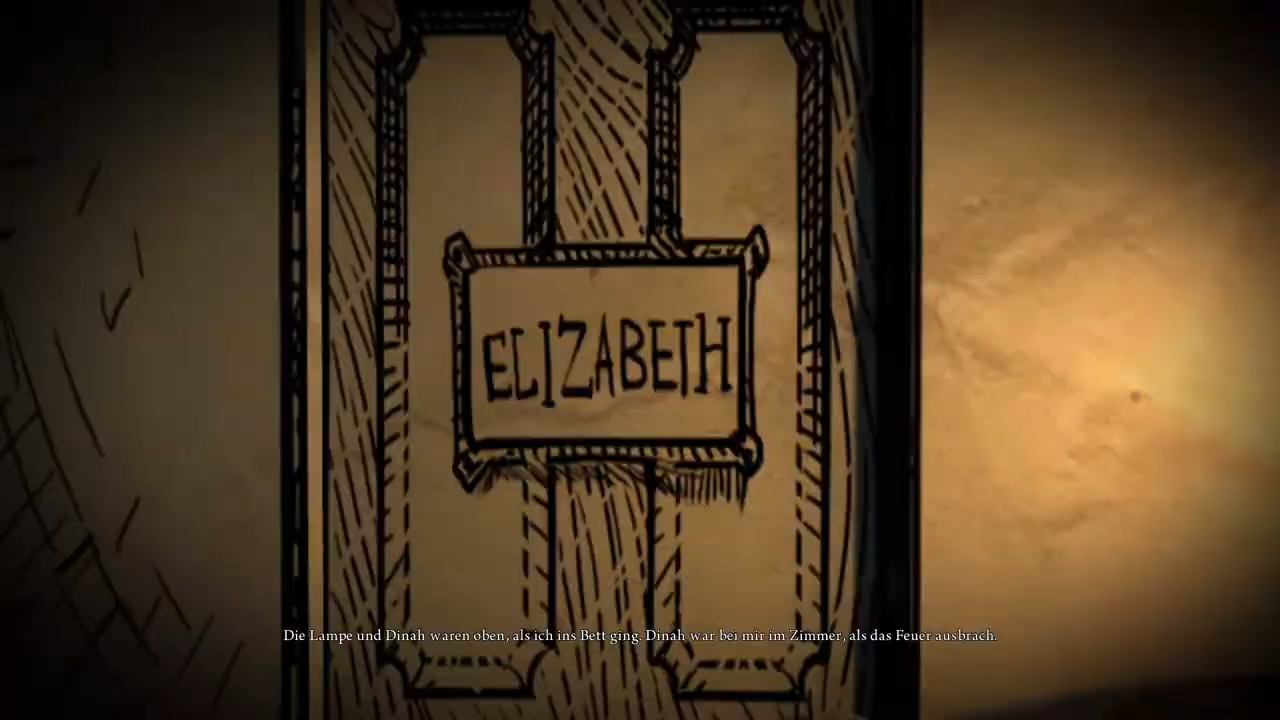 ELIZABETH
Die Lampe und Dinah waren oben, als ich ins Bett ging. Dinah war bei mir im Zimmer, als das Feuer ausbrach.